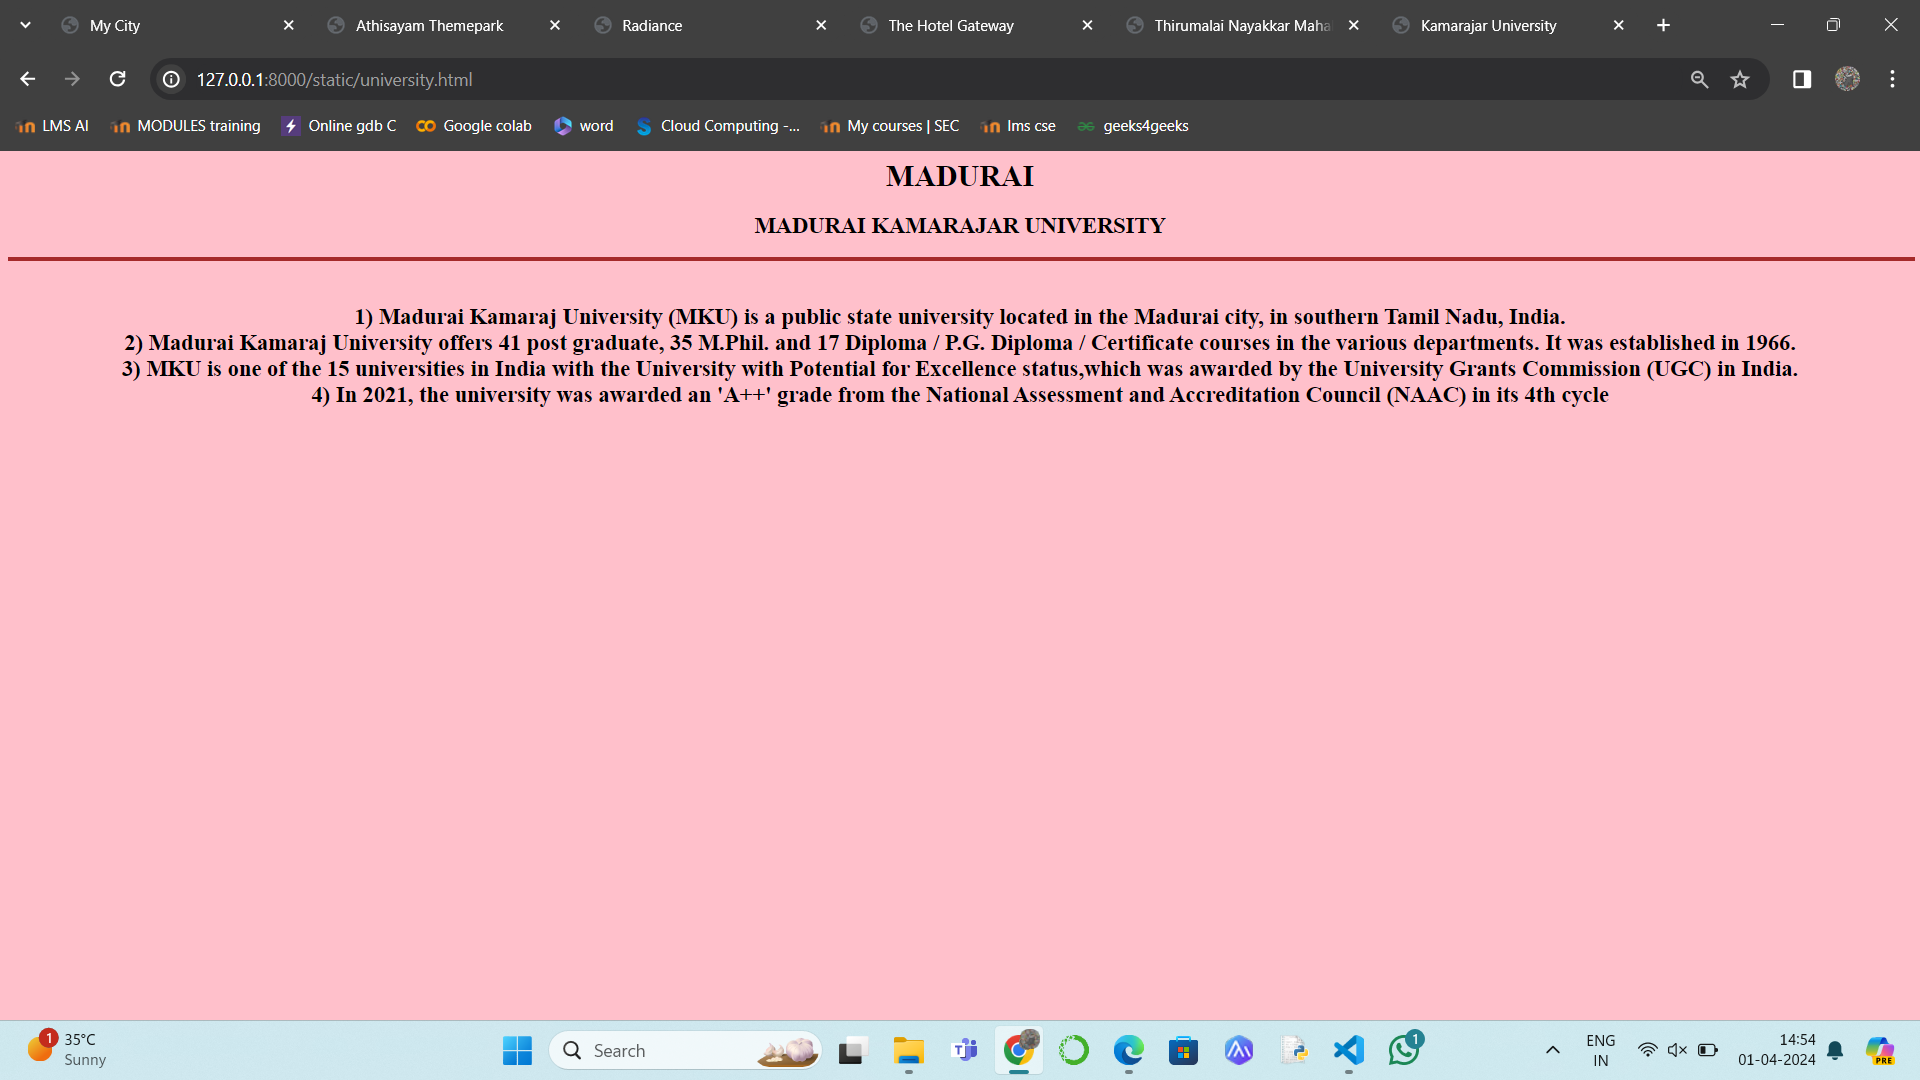 My City
Athisayam Themepark
Radiance
The Hotel Gateway
Thirumalai Nayakkar Maha
Kamarajar University
127.0.0.1:8000/static/university.html
LMS AI
MODULES training
Online gdb C
Google colab
word
Cloud Computing -...
My courses | SEC
lms cse
geeks4geeks
MADURAI
MADURAI KAMARAJAR UNIVERSITY
1) Madurai Kamaraj University (MKU) is a public state university located in the Madurai city, in southern Tamil Nadu, India.
2) Madurai Kamaraj University offers 41 post graduate, 35 M.Phil. and 17 Diploma / P.G. Diploma / Certificate courses in the various departments. It was established in 1966.
3) MKU is one of the 15 universities in India with the University with Potential for Excellence status,which was awarded by the University Grants Commission (UGC) in India.
4) In 2021, the university was awarded an 'A++' grade from the National Assessment and Accreditation Council (NAAC) in its 4th cycle
1
35°C
Sunny
Search
1
ENG
IN
14:54
01-04-2024
PRE